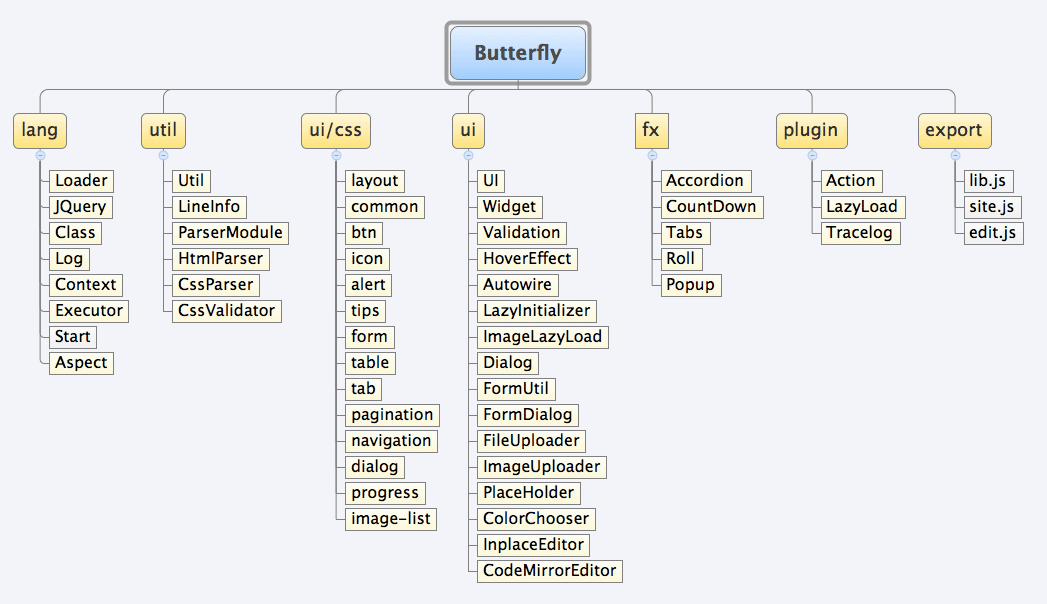 Butterfly
lang
Loader
JQuery
Class
Log
Context
Executor
Start
Aspect
util
Util
LineInfo
ParserModule
HtmlParser
CssParser
CssValidator
ui/css
layout
common
btn
icon
alert
tips
form
table
tab
pagination
navigation
dialog
progress
image-list
ui
UI
Widget
Validation
HoverEffect
Autowire
LazyInitializer
ImageLazyLoad
Dialog
FormUtil
FormDialog
FileUploader
ImageUploader
PlaceHolder
ColorChooser
InplaceEditor
CodeMirrorEditor
fx
Accordion
CountDown
Tabs
Roll
Popup
plugin
Action
LazyLoad
Tracelog
export
lib.js
site.js
edit.js